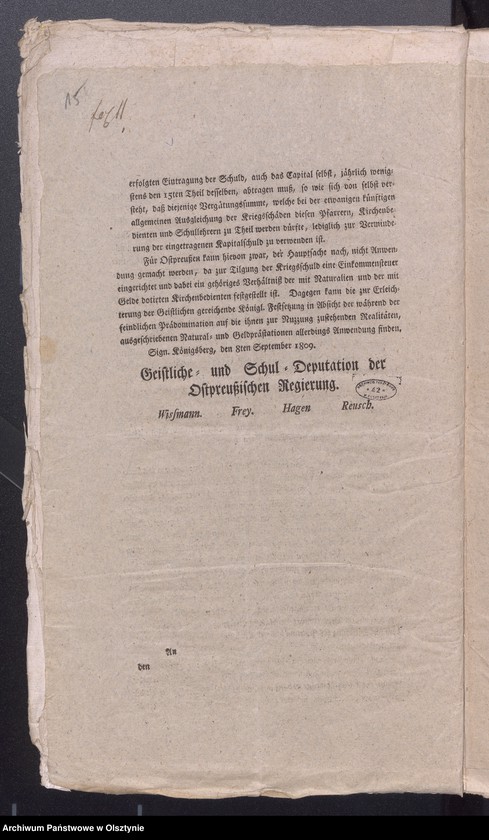 15
erfolgten Eintragung der Schuld, auch das Capital selbst, jährlich wenig-
stens den 15ten Theil desselben, abtragen muß, so wie sich von selbst ver-
steht, daß diejenige Vergütungssumme, welche bei der etwanigen künftigen
allgemeinen Ausgleichung der Kriegsschäden diesen Pfarrern, Kirchenbe-
dienten und Schullehrern zu Theil werden dürfte, lediglich zur Verminde-
rung der eingetragenen Kapitalschuld zu verwenden ist.
Für Ostpreußen kann hievon zwar, der Hauptsache nach, nicht Anwen-
dung gemacht werden, da zur Tilgung der Kriegsschuld eine Einkommensteuer
eingerichtet und dabei ein gehöriges Verhältniß der mit Naturalien und der mit
Gelde dotirten Kirchenbedienten festgestellt ist. Dagegen kann die zur Erleich-
terung der Geistlichen gereichende Königl. Festsetzung in Absicht der während der
feindlichen Prädomination auf die ihnen zur Nutzung zustehenden Realitäten,
ausgeschriebenen Natural- und Geldprästationen allerdings Anwendung finden.
Sign. Königsberg, den 8ten September 1809.
Geistliche- und Schul-Deputation der
Ostpreußischen Regierung.
Wißmann. Frey. Hagen Reusch.
An
den
Archiwum Państwowe w Olsztynie